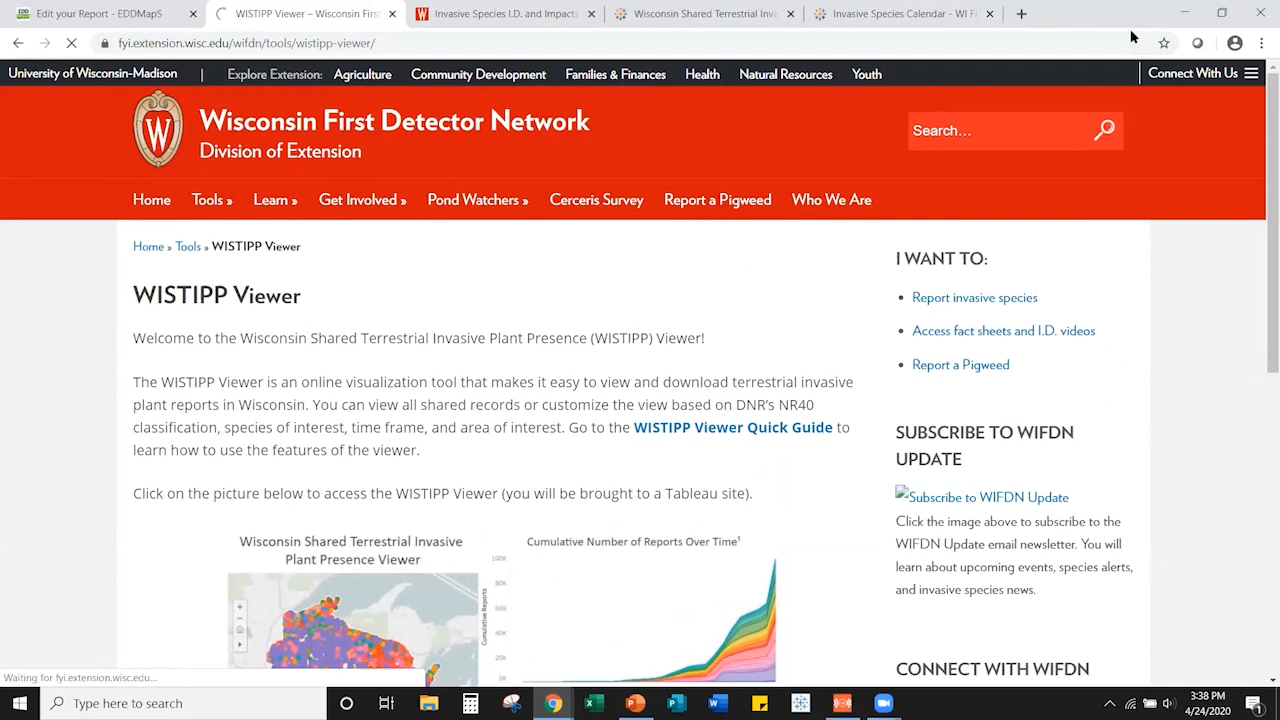 Edit your Report - EDDMapS
WISTIPP Viewer – Wisconsin First
Invasive Species I.D. and Impacts
Wisconsin Shared Terrestrial Inva
Invasive Species Calendar - WI Fi
fyi.extension.wisc.edu/wifdn/tools/wistipp-viewer/
University of Wisconsin-Madison | Explore Extension: Agriculture Community Development Families & Finances Health Natural Resources Youth Connect With Us
W
Wisconsin First Detector Network
Division of Extension
Search...
Home Tools » Learn » Get Involved » Pond Watchers » Cerceris Survey Report a Pigweed Who We Are
Home » Tools » WISTIPP Viewer
WISTIPP Viewer
Welcome to the Wisconsin Shared Terrestrial Invasive Plant Presence (WISTIPP) Viewer!
The WISTIPP Viewer is an online visualization tool that makes it easy to view and download terrestrial invasive
plant reports in Wisconsin. You can view all shared records or customize the view based on DNR's NR40
classification, species of interest, time frame, and area of interest. Go to the WISTIPP Viewer Quick Guide to
learn how to use the features of the viewer.
Click on the picture below to access the WISTIPP Viewer (you will be brought to a Tableau site).
Wisconsin Shared Terrestrial Invasive
Plant Presence Viewer
Cumulative Number of Reports Over Time¹
Cumulative Reports
100K
80K
60K
40K
20K
0K
I WANT TO:
• Report invasive species
• Access fact sheets and I.D. videos
• Report a Pigweed
SUBSCRIBE TO WIFDN
UPDATE
Subscribe to WIFDN Update
Click the image above to subscribe to the
WIFDN Update email newsletter. You will
learn about upcoming events, species alerts,
and invasive species news.
CONNECT WITH WIFDN
Waiting for fyi.extension.wisc.edu...
Type here to search
3:38 PM
4/24/2020